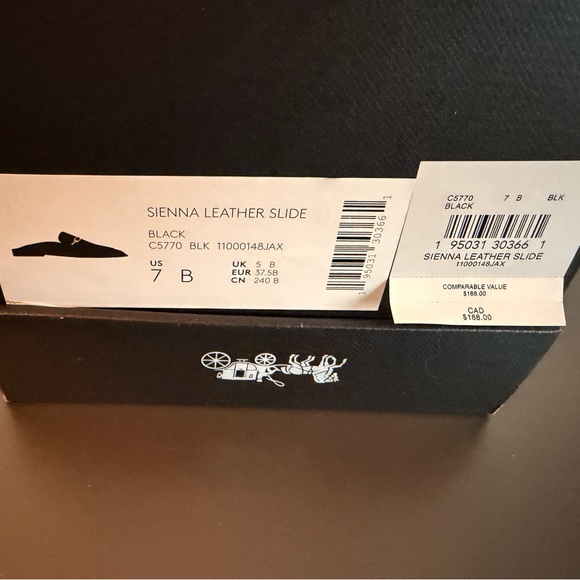 SIENNA LEATHER SLIDE
BLACK
C5770 BLK 11000148JAX
US
7 B
UK 5 B
EUR 37.5B
CN 240 B
1 95031 30366 1
C5770 7 B BLK
BLACK
1 95031 30366 1
SIENNA LEATHER SLIDE
11000148JAX
COMPARABLE VALUE
$168.00
CAD
$168.00